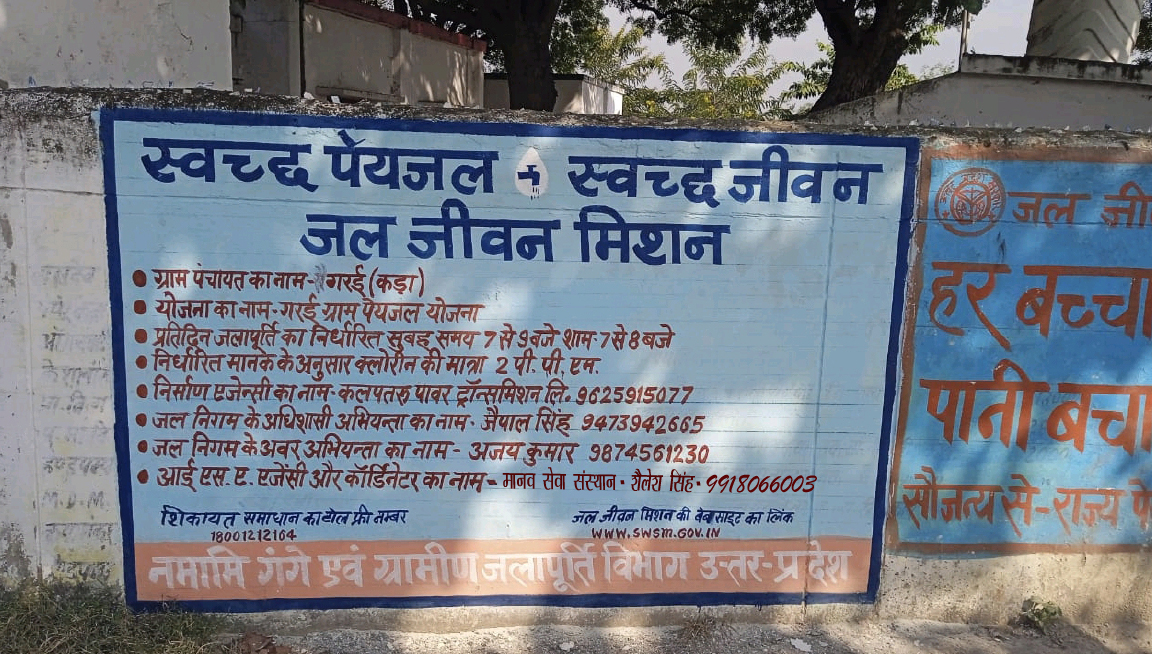 स्वच्छ पेयजल स्वच्छ जीवन
जल जीवन मिशन
• ग्राम पंचायत का नाम - गरई (कड़ा)
• योजना का नाम - गरई ग्राम पेयजल योजना
• प्रतिदिन जलापूर्ति का निर्धारित सुबह समय - 7 से 9 बजे शाम - 7 से 8 बजे
• निर्धारित मानक के अनुसार क्लोरीन की मात्रा 2 पी. पी. एम.
• निर्माण एजेन्सी का नाम - कलपतरू पावर ट्रॉन्समिशन लि. 9625915077
• जल निगम के अधिशासी अभियन्ता का नाम - जैपाल सिंह 9473942665
• जल निगम के अवर अभियन्ता का नाम - अजय कुमार 9874561230
• आई एस. ए. एजेंसी और कॉर्डिनेटर का नाम - मानव सेवा संस्थान - शैलेश सिंह - 9918066003
शिकायत समाधान का टोल फ्री नम्बर
18001212164
जल जीवन मिशन की वेबसाइट का लिंक
WWW.SWSM.GOV.IN
नमामि गंगे एवं ग्रामीण जलापूर्ति विभाग उत्तर-प्रदेश
जल जी
हर बच्चा
पानी बचा
सौजन्य से - राज्य पे